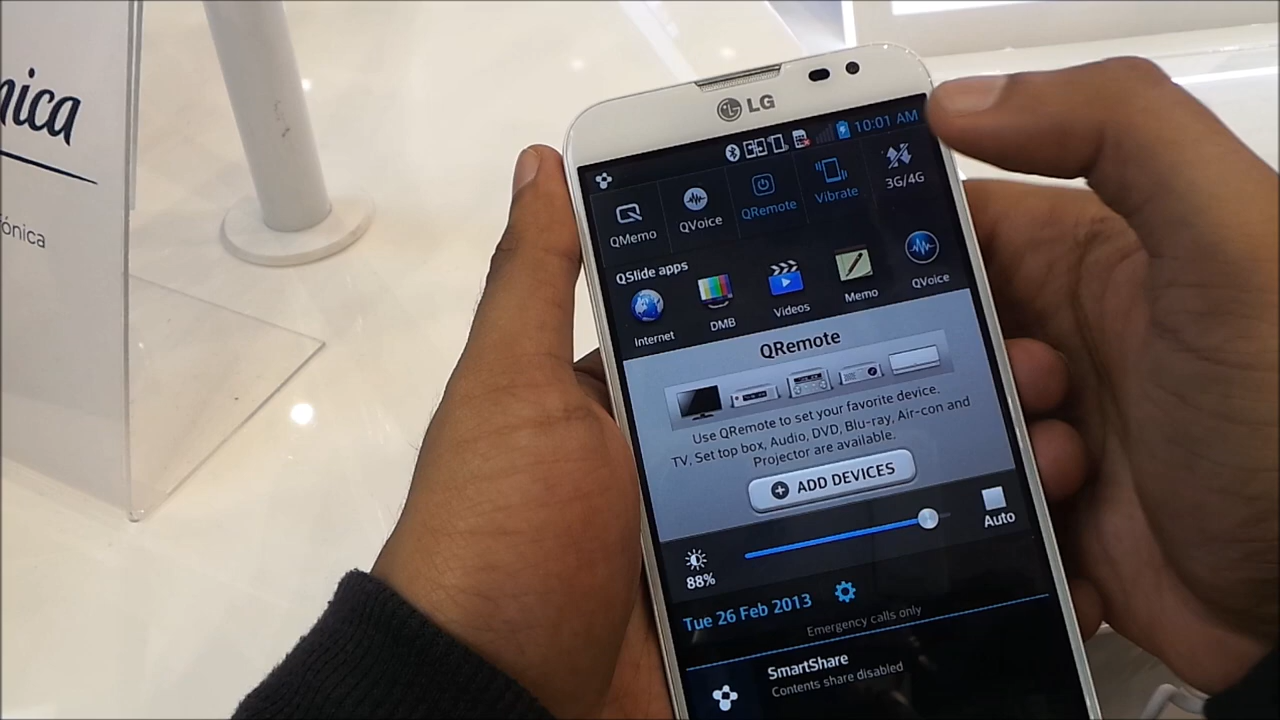 LG
10:01 AM
QMemo
QVoice
QRemote
Vibrate
3G/4G
QSlide apps
Internet
DMB
Videos
Memo
QVoice
QRemote
Use QRemote to set your favorite device.
TV, Set top box, Audio, DVD, Blu-ray, Air-con and
Projector are available.
ADD DEVICES
88%
Auto
Tue 26 Feb 2013
Emergency calls only
SmartShare
Contents share disabled
nica
ónica